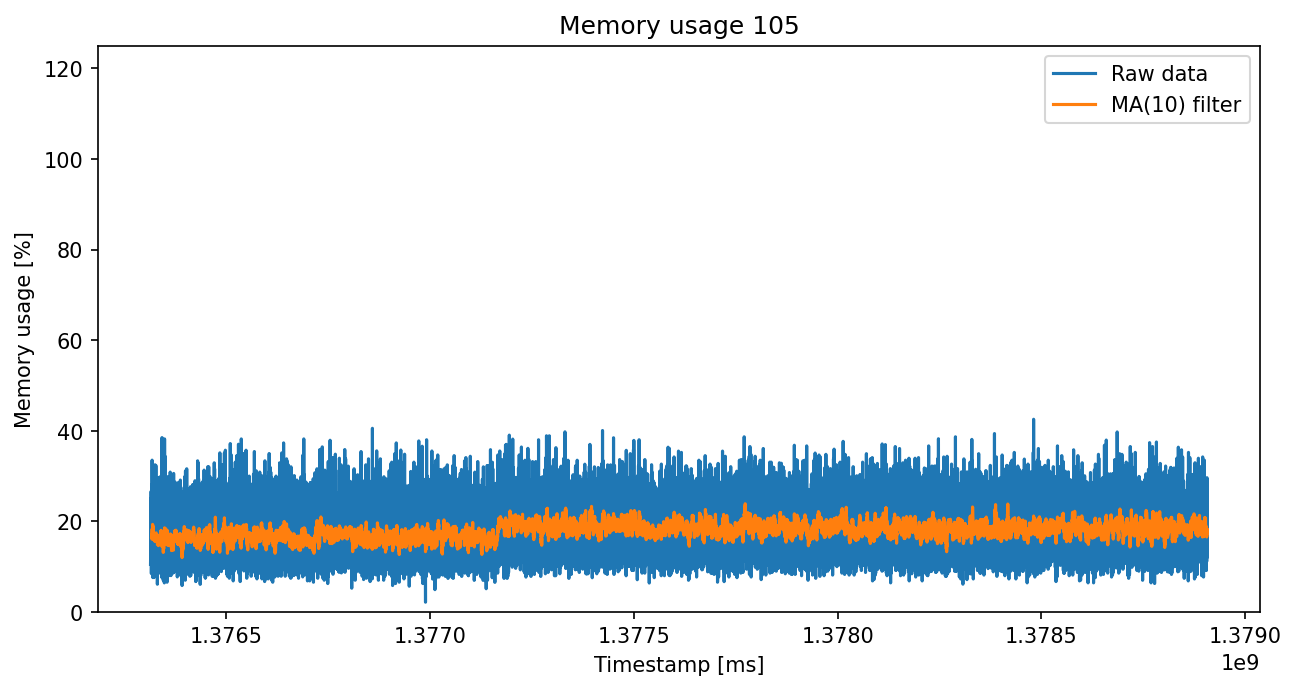 Memory usage 105
Raw data
MA(10) filter
Memory usage [%]
120
100
80
60
40
20
0
1.3765 1.3770 1.3775 1.3780 1.3785 1.3790
1e9
Timestamp [ms]